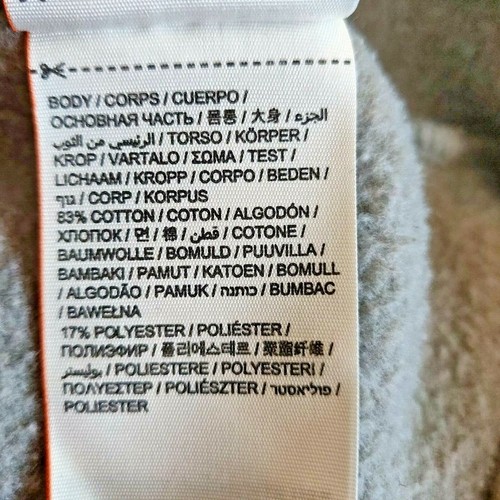 BODY / CORPS / CUERPO /
ОСНОВНАЯ ЧАСТЬ / 몸통 / 大身 / الجزء
الرئيسي من الثوب / TORSO / KÖRPER /
KROP / VARTALO / ΣΩΜΑ / TEST /
LICHAAM / KROPP / CORPO / BEDEN /
גוף / CORP / KORPUS
83% COTTON / COTON / ALGODÓN /
ХЛОПОК / 면 / 棉 / قطن / COTONE /
BAUMWOLLE / BOMULD / PUUVILLA /
BAMBAKI / PAMUT / KATOEN / BOMULL
/ ALGODÃO / PAMUK / כותנה / BUMBAC
/ BAWEŁNA
17% POLYESTER / POLIÉSTER /
ПОЛИЭФИР / 폴리에스테르 / 聚酯纤维 /
بوليستر / POLIESTERE / POLYESTERI /
ΠΟΛΥΕΣΤΕΡ / POLIÉSZTER / פוליאסטר /
POLIESTER